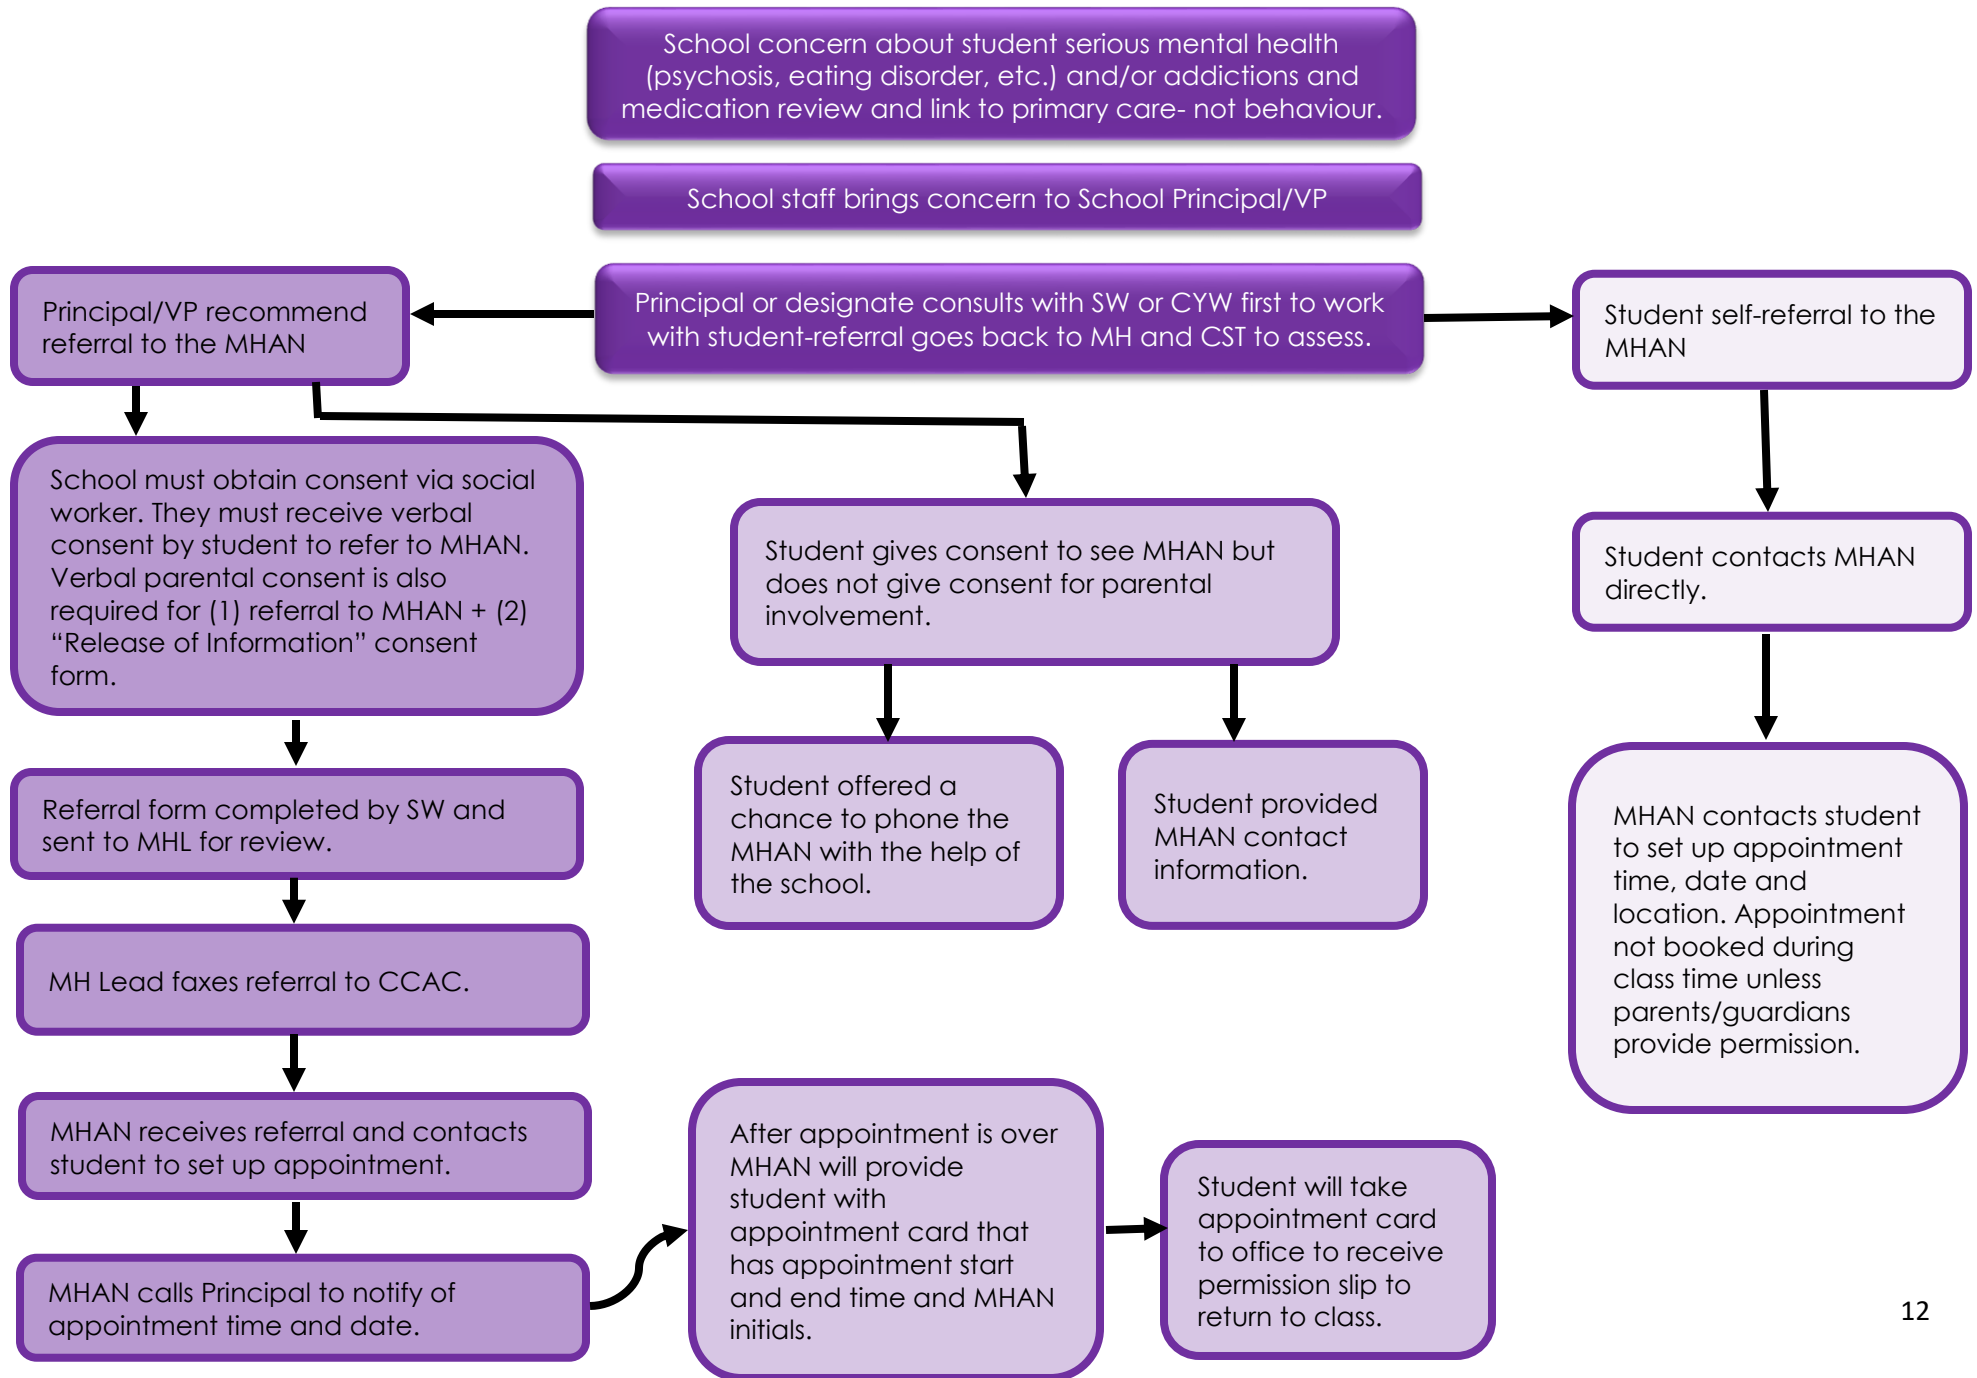 School concern about student serious mental health
(psychosis, eating disorder, etc.) and/or addictions and
medication review and link to primary care- not behaviour.
School staff brings concern to School Principal/VP
Principal or designate consults with SW or CYW first to work
with student-referral goes back to MH and CST to assess.
Principal/VP recommend
referral to the MHAN
Student self-referral to the
MHAN
School must obtain consent via social
worker. They must receive verbal
consent by student to refer to MHAN.
Verbal parental consent is also
required for (1) referral to MHAN + (2)
“Release of Information” consent
form.
Student gives consent to see MHAN but
does not give consent for parental
involvement.
Student contacts MHAN
directly.
Referral form completed by SW and
sent to MHL for review.
Student offered a
chance to phone the
MHAN with the help of
the school.
Student provided
MHAN contact
information.
MHAN contacts student
to set up appointment
time, date and
location. Appointment
not booked during
class time unless
parents/guardians
provide permission.
MH Lead faxes referral to CCAC.
MHAN receives referral and contacts
student to set up appointment.
MHAN calls Principal to notify of
appointment time and date.
After appointment is over
MHAN will provide
student with
appointment card that
has appointment start
and end time and MHAN
initials.
Student will take
appointment card
to office to receive
permission slip to
return to class.
12